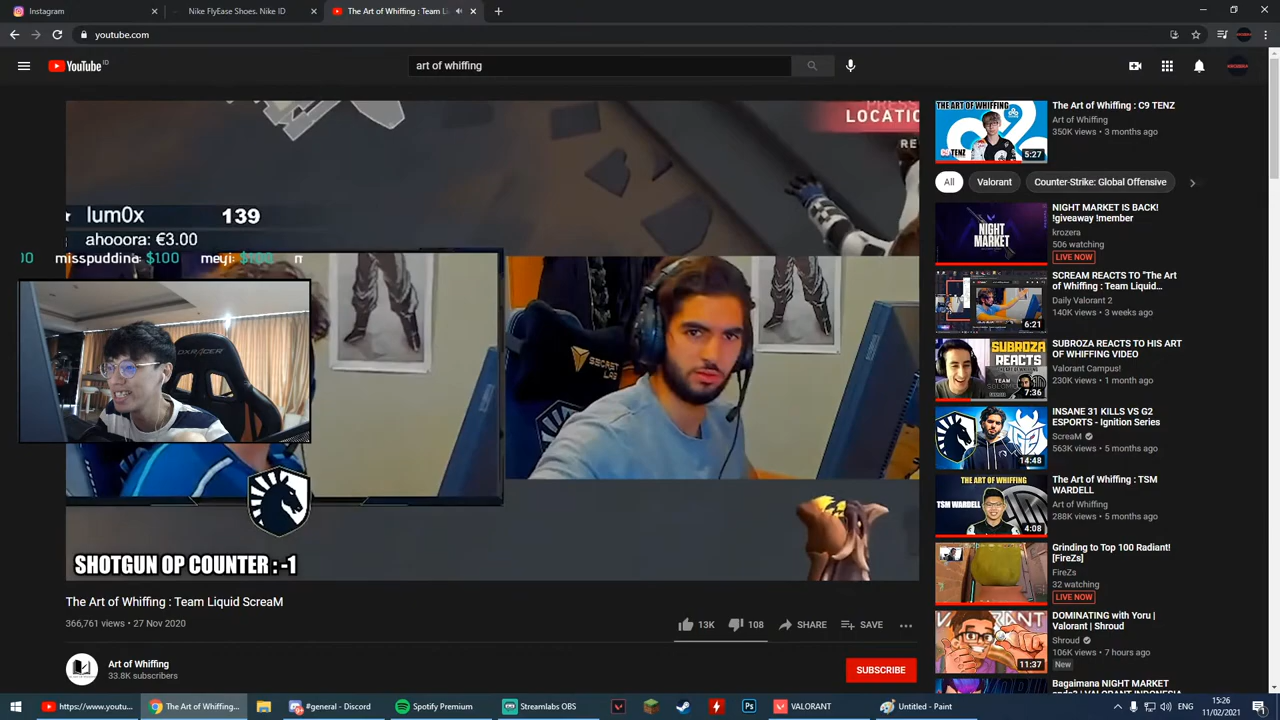 Instagram
Nike FlyEase Shoes. Nike ID
The Art of Whiffing : Team Li
youtube.com
YouTube ID
art of whiffing
LOCATIO
RE
lum0x 139
ahooora: €3.00
00 misspuddina: $1.00 meyi: $1.00 m
DXRACER
SECRET LAB
SHOTGUN OP COUNTER : -1
The Art of Whiffing : Team Liquid ScreaM
366,761 views • 27 Nov 2020
13K
108
SHARE
SAVE
Art of Whiffing
33.8K subscribers
SUBSCRIBE
THE ART OF WHIFFING
C9 TENZ
5:27
The Art of Whiffing : C9 TENZ
Art of Whiffing
350K views • 3 months ago
All
Valorant
Counter-Strike: Global Offensive
NIGHT MARKET
NIGHT MARKET IS BACK!
!giveaway !member
krozera
506 watching
LIVE NOW
6:21
SCREAM REACTS TO "The Art
of Whiffing : Team Liquid...
Daily Valorant 2
140K views • 3 weeks ago
SUBROZA
REACTS
7:36
SUBROZA REACTS TO HIS ART
OF WHIFFING VIDEO
Valorant Campus!
230K views • 1 month ago
14:48
INSANE 31 KILLS VS G2
ESPORTS - Ignition Series
ScreaM
563K views • 5 months ago
THE ART OF WHIFFING
TSM WARDELL
4:08
The Art of Whiffing : TSM
WARDELL
Art of Whiffing
288K views • 5 months ago
Grinding to Top 100 Radiant!
[FireZs]
FireZs
32 watching
LIVE NOW
11:37
DOMINATING with Yoru |
Valorant | Shroud
Shroud
106K views • 7 hours ago
New
Bagaimana NIGHT MARKET
https://www.youtu...
The Art of Whiffing...
#general - Discord
Spotify Premium
Streamlabs OBS
VALORANT
Untitled - Paint
ENG
15:26
11/02/2021